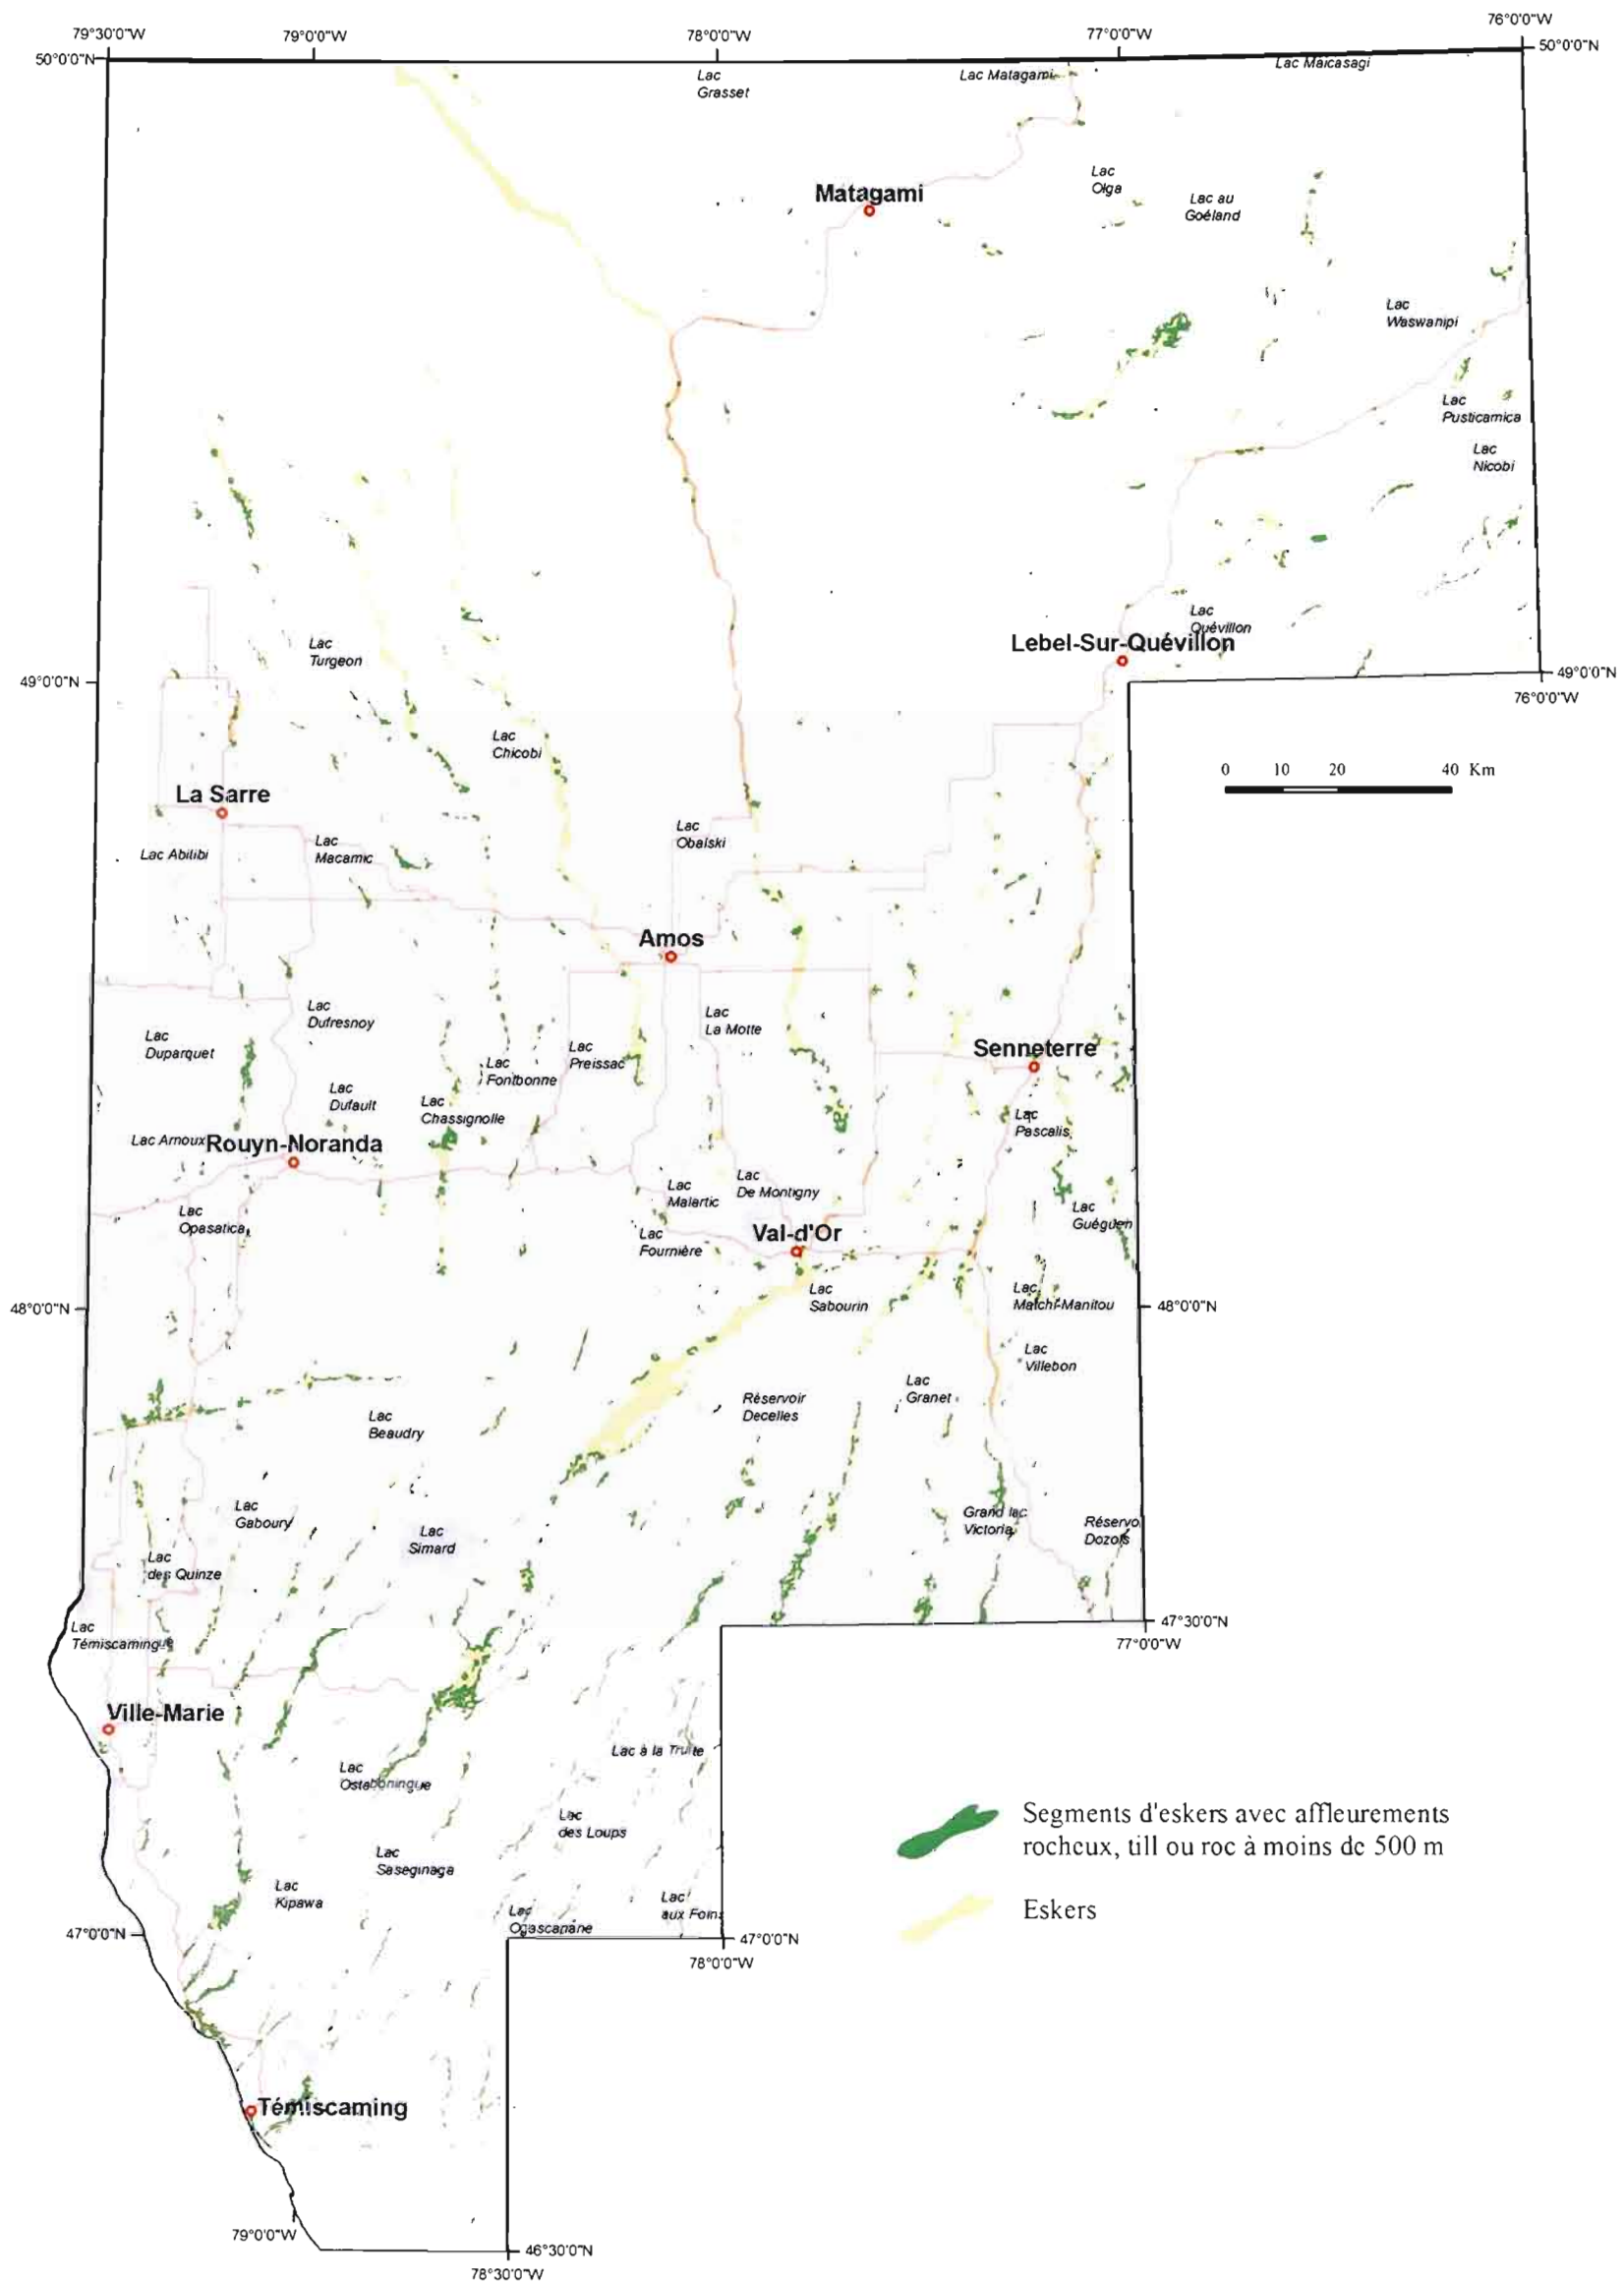 79°30'0"W
79°0'0"W
78°0'0"W
77°0'0"W
76°0'0"W
50°0'0"N
50°0'0"N
Lac Maicasagi
Lac
Grasset
Lac Matagami
Lac
Olga
Lac au
Goéland
Matagami
Lac
Waswanipi
Lac
Pusticamica
Lac
Nicobi
Lac
Quévillon
Lebel-Sur-Quévillon
Lac
Turgeon
49°0'0"N
49°0'0"N
76°0'0"W
Lac
Chicobi
0 10 20 40 Km
La Sarre
Lac Abilibi
Lac
Macamic
Lac
Obalski
Amos
Lac
Dufresnoy
Lac
La Motte
Lac
Duparquet
Lac
Preissac
Senneterre
Lac
Fontbonne
Lac
Dufault
Lac
Chassignolle
Lac
Pascalis
Lac Arnoux
Rouyn-Noranda
Lac
Malartic
Lac
De Montigny
Lac
Opasatica
Lac
Guéguen
Lac
Fournière
Val-d'Or
Lac
Sabourin
Lac
Matchi-Manitou
48°0'0"N
48°0'0"N
Lac
Villebon
Lac
Granet
Réservoir
Decelles
Lac
Beaudry
Lac
Gaboury
Lac
Simard
Grand lac
Victoria
Réservo
Dozois
Lac
des Quinze
47°30'0"N
77°0'0"W
Lac
Témiscamingue
Ville-Marie
Lac à la Truite
Lac
Ostaboningue
Lac
des Loups
Segments d'eskers avec affleurements
rocheux, till ou roc à moins de 500 m
Lac
Saseginaga
Lac
Kipawa
Lac
aux Foins
Eskers
Lac
Ogascanane
47°0'0"N
47°0'0"N
78°0'0"W
Témiscaming
79°0'0"W
46°30'0"N
78°30'0"W